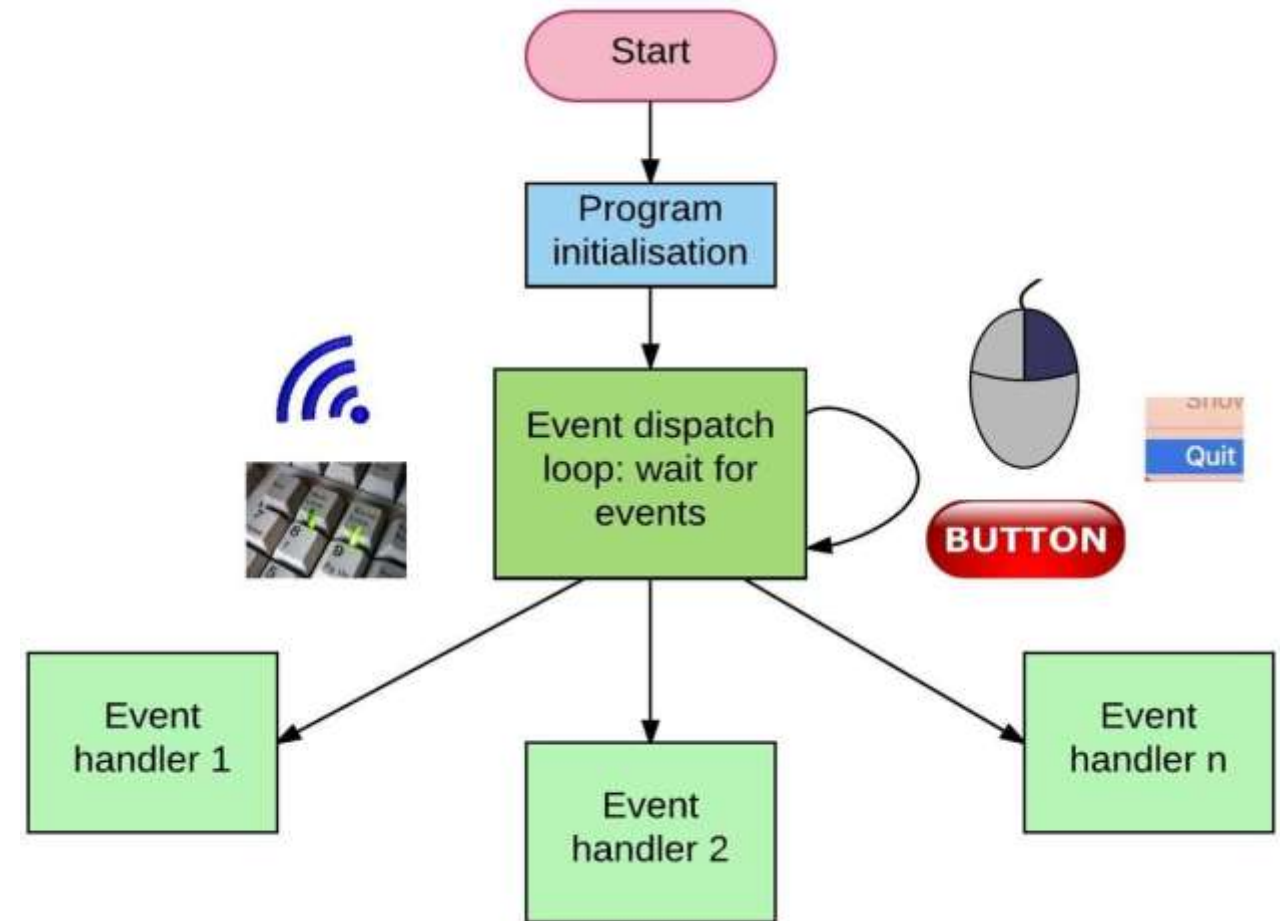 Start
Program
initialisation
Event dispatch
loop: wait for
events
Quit
BUTTON
Event
handler 1
Event
handler 2
Event
handler n